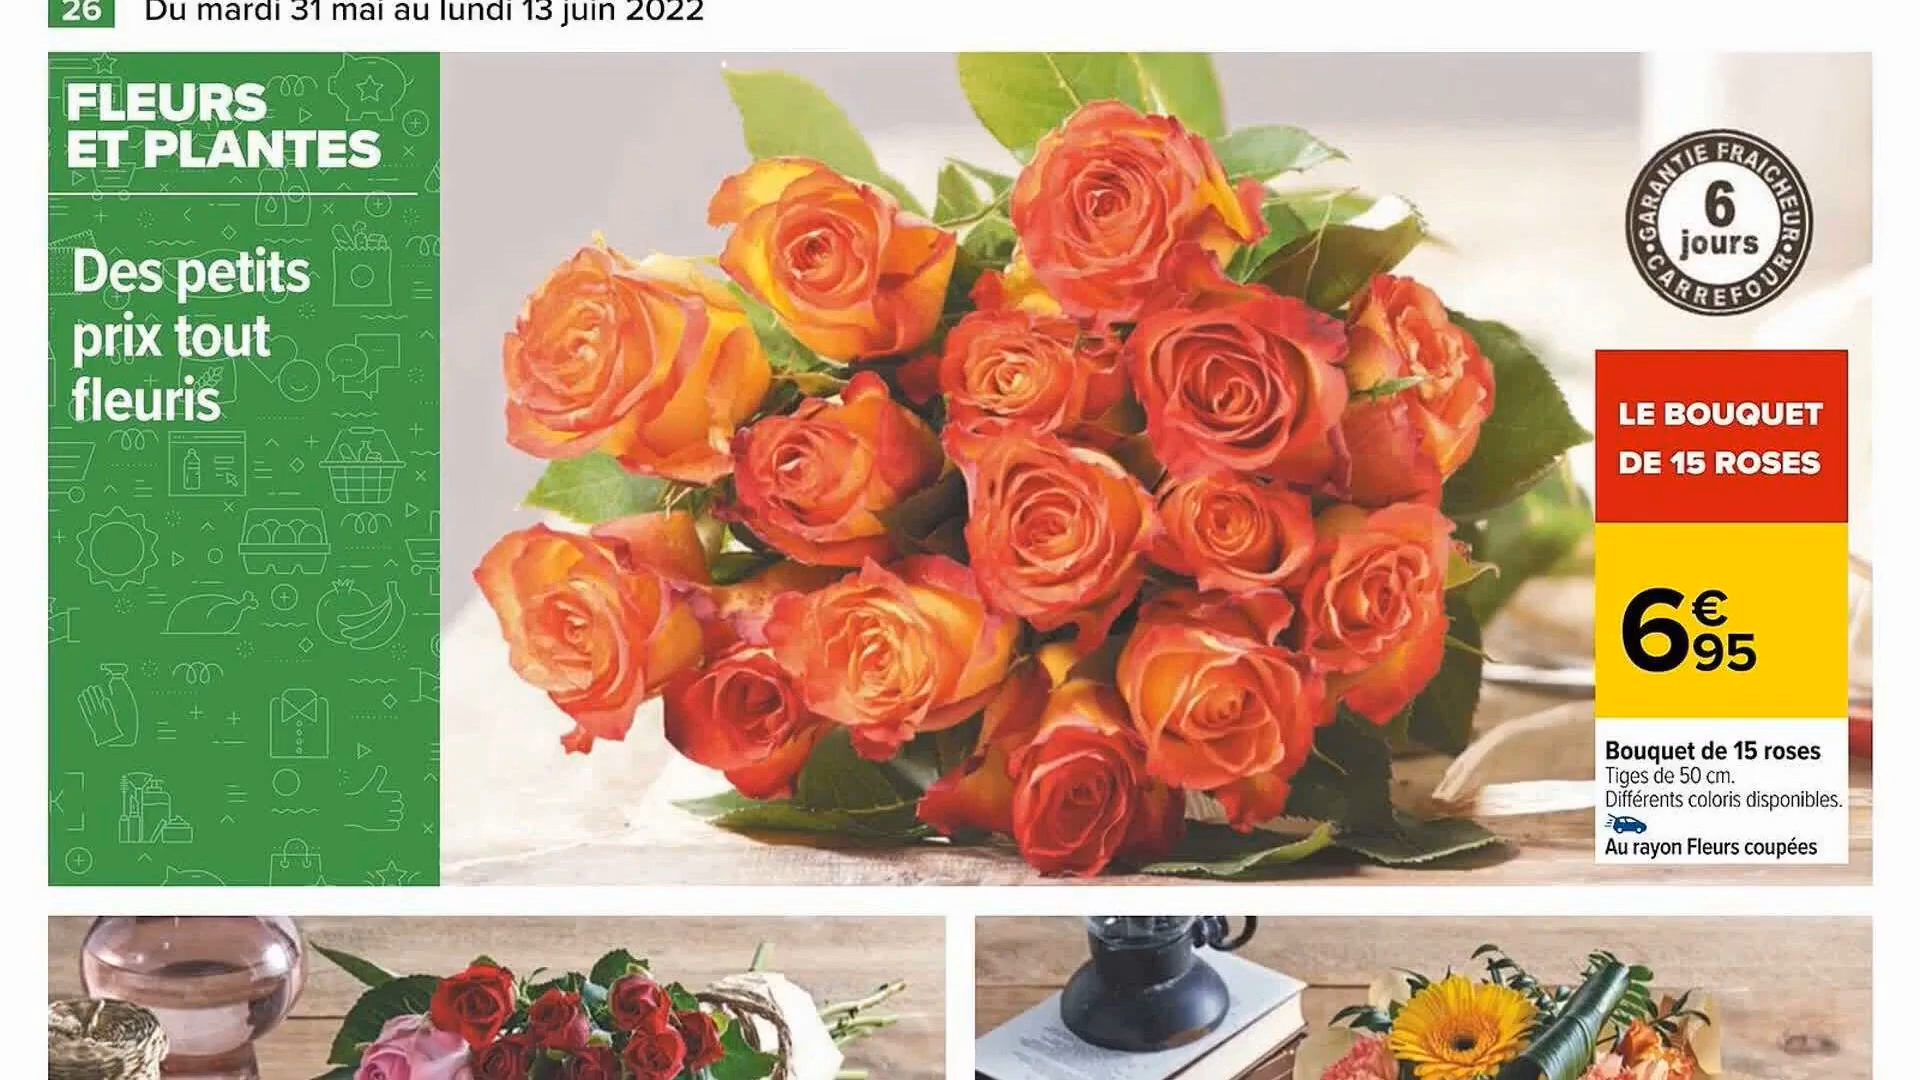 26 Du mardi 31 mai au lundi 13 juin 2022
FLEURS
ET PLANTES
Des petits
prix tout
fleuris
GARANTIE FRAICHEUR
6
jours
CARREFOUR
LE BOUQUET
DE 15 ROSES
6€95
Bouquet de 15 roses
Tiges de 50 cm.
Différents coloris disponibles.
Au rayon Fleurs coupées